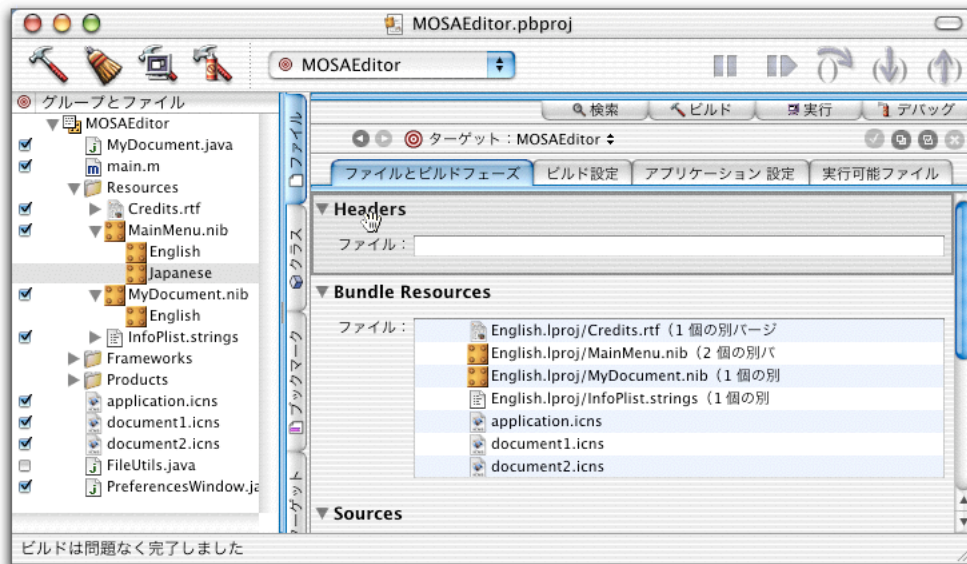 MOSAEditor.pbproj
MOSAEditor
グループとファイル
MOSAEditor
MyDocument.java
main.m
Resources
Credits.rtf
MainMenu.nib
English
Japanese
MyDocument.nib
English
InfoPlist.strings
Frameworks
Products
application.icns
document1.icns
document2.icns
FileUtils.java
PreferencesWindow.ja
ファイル
クラス
ブックマーク
ーゲット
検索
ビルド
実行
デバッグ
ターゲット：MOSAEditor
ファイルとビルドフェーズ
ビルド設定
アプリケーション 設定
実行可能ファイル
Headers
ファイル：
Bundle Resources
ファイル：
English.lproj/Credits.rtf（1 個の別バージ
English.lproj/MainMenu.nib（2 個の別バ
English.lproj/MyDocument.nib（1 個の別
English.lproj/InfoPlist.strings（1 個の別
application.icns
document1.icns
document2.icns
Sources
ビルドは問題なく完了しました